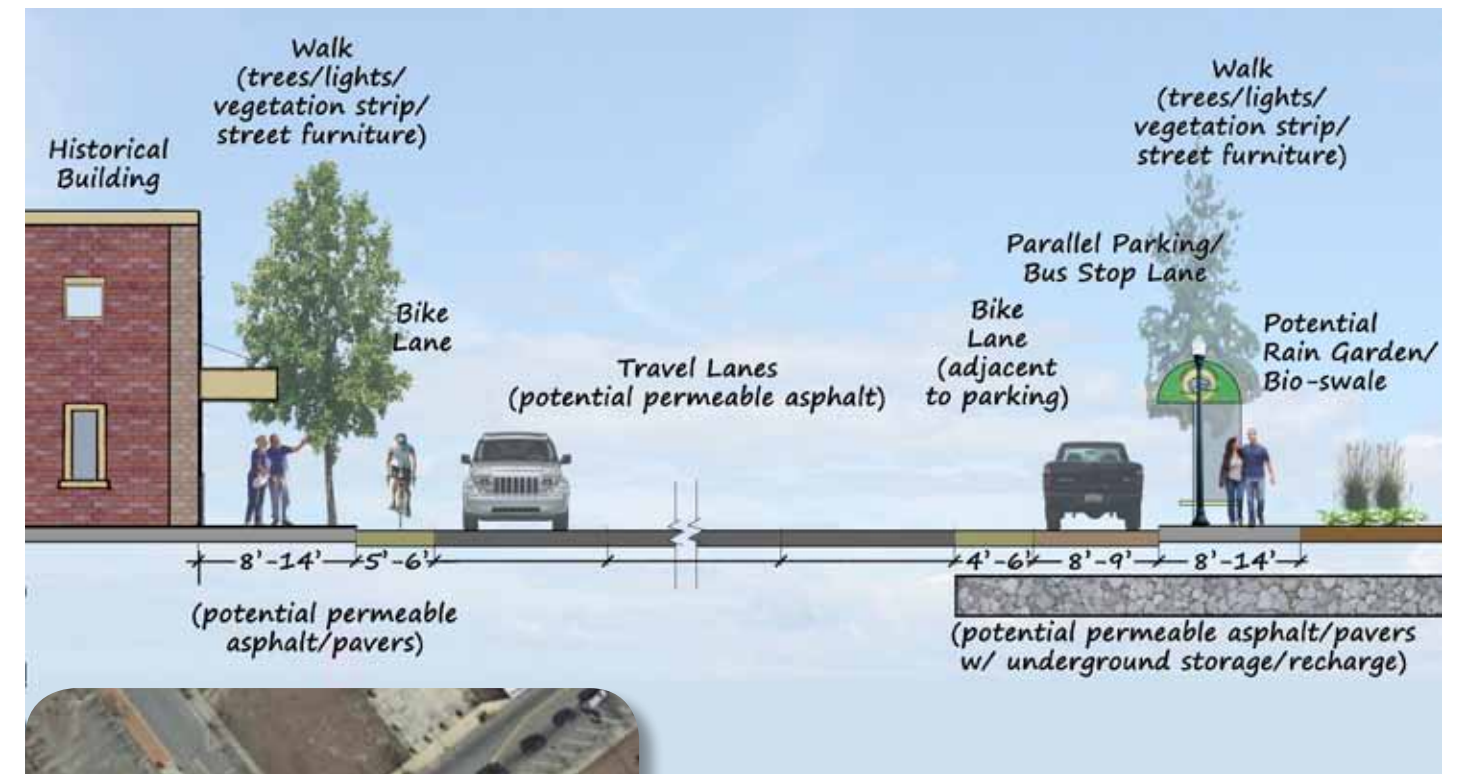 Walk
(trees/lights/
vegetation strip/
street furniture)
Historical
Building
Bike
Lane
Travel Lanes
(potential permeable asphalt)
Walk
(trees/lights/
vegetation strip/
street furniture)
Parallel Parking/
Bus Stop Lane
Bike
Lane
(adjacent
to parking)
Potential
Rain Garden/
Bio-swale
8'-14' 5'-6' 4'-6' 8'-9' 8'-14'
(potential permeable
asphalt/pavers)
(potential permeable asphalt/pavers
w/ underground storage/recharge)